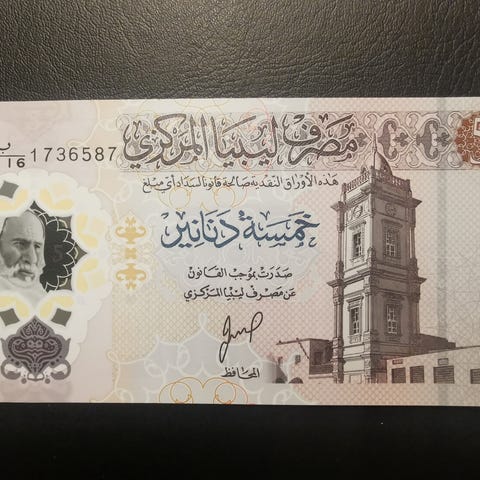 مصرف ليبيا المركزي
ب/16 1736587
هذه الأوراق النقدية صالحة قانونا لسداد أي مبلغ
خمسة دنانير
صدرت بموجب القانون
عن مصرف ليبيا المركزي
المحافظ